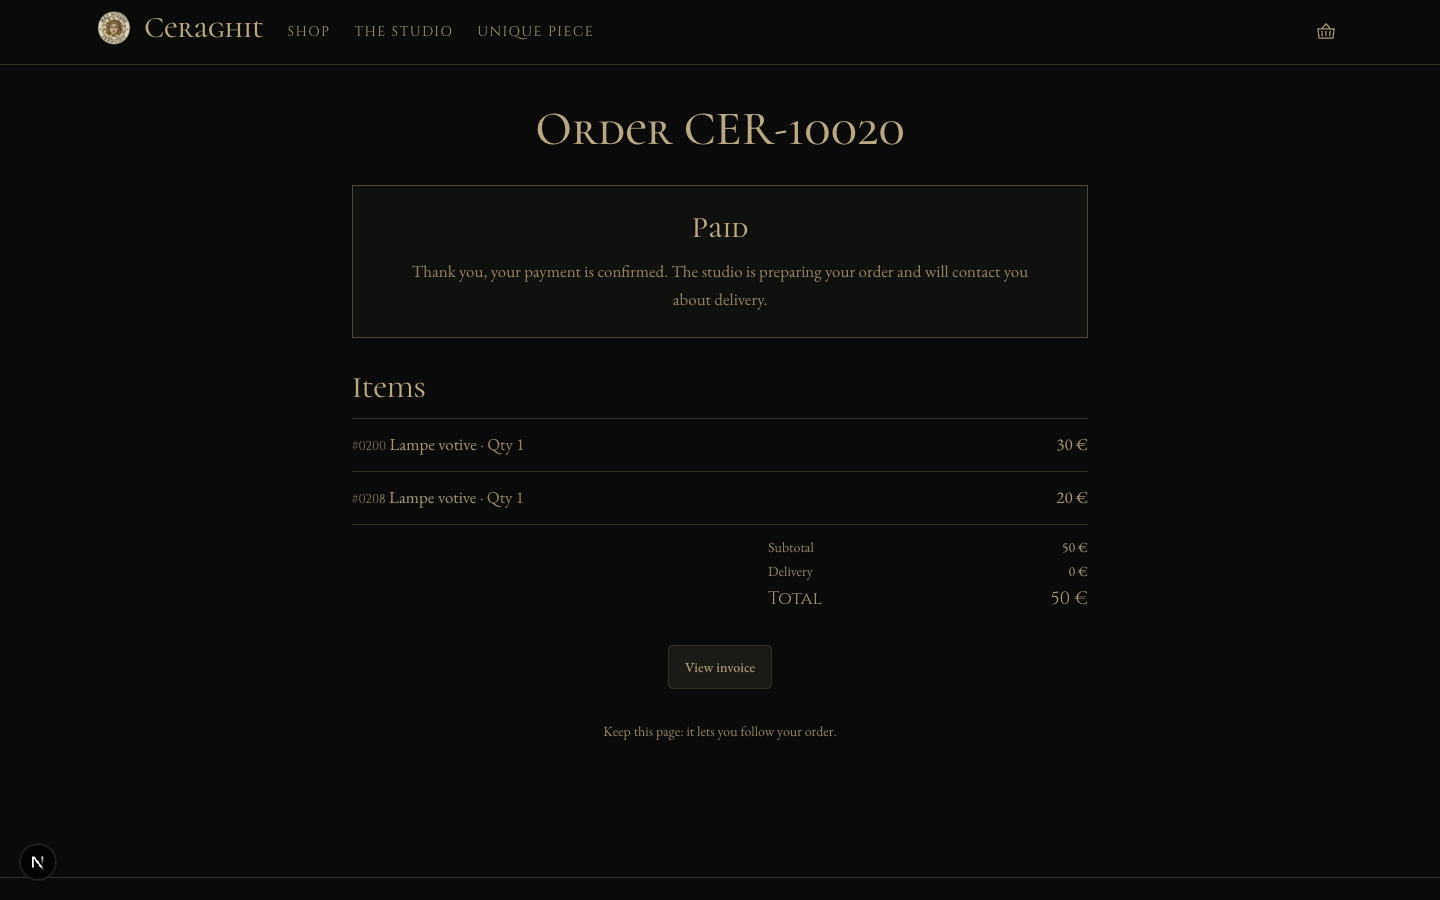 Ceraghit SHOP THE STUDIO UNIQUE PIECE
Order CER-10020
Paid
Thank you, your payment is confirmed. The studio is preparing your order and will contact you
about delivery.
Items
#0200 Lampe votive · Qty 1 30 €
#0208 Lampe votive · Qty 1 20 €
Subtotal 50 €
Delivery 0 €
Total 50 €
View invoice
Keep this page: it lets you follow your order.
N